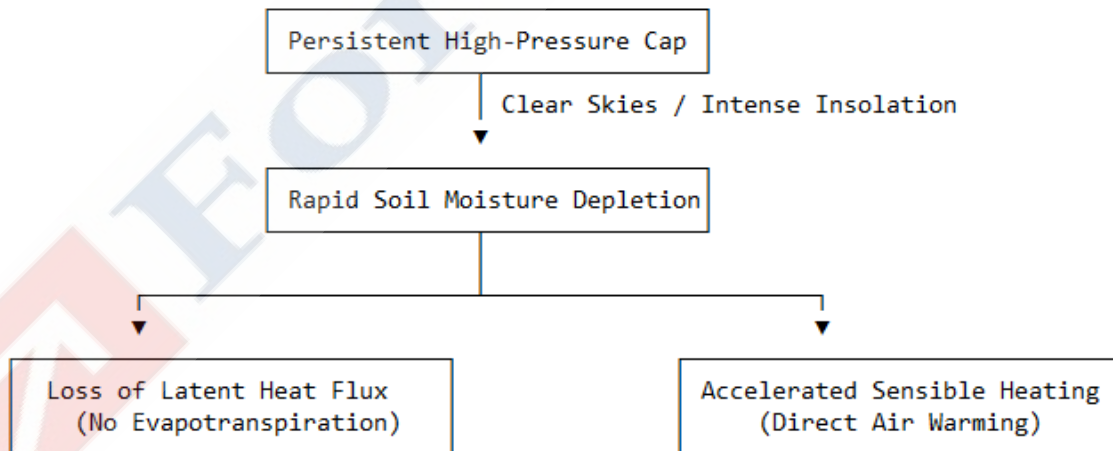 Persistent High-Pressure Cap
Clear Skies / Intense Insolation
Rapid Soil Moisture Depletion
Loss of Latent Heat Flux
(No Evapotranspiration)
Accelerated Sensible Heating
(Direct Air Warming)